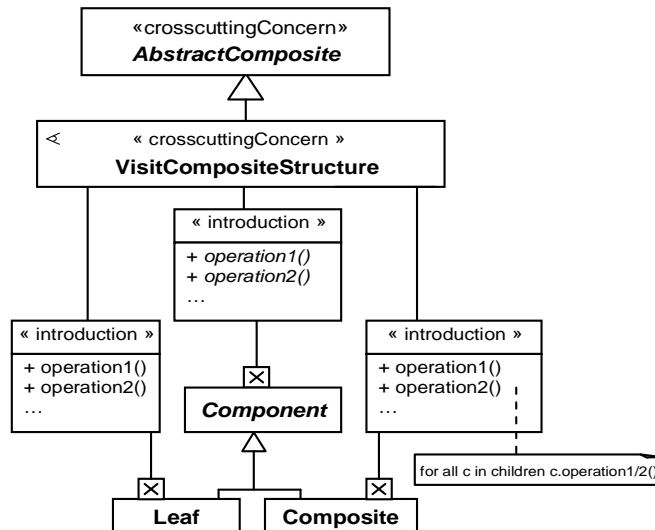 «crosscuttingConcern»
AbstractComposite
« crosscuttingConcern »
VisitCompositeStructure
« introduction »
+ operation1()
+ operation2()
…
« introduction »
+ operation1()
+ operation2()
…
« introduction »
+ operation1()
+ operation2()
…
Component
for all c in children c.operation1/2()
Leaf
Composite